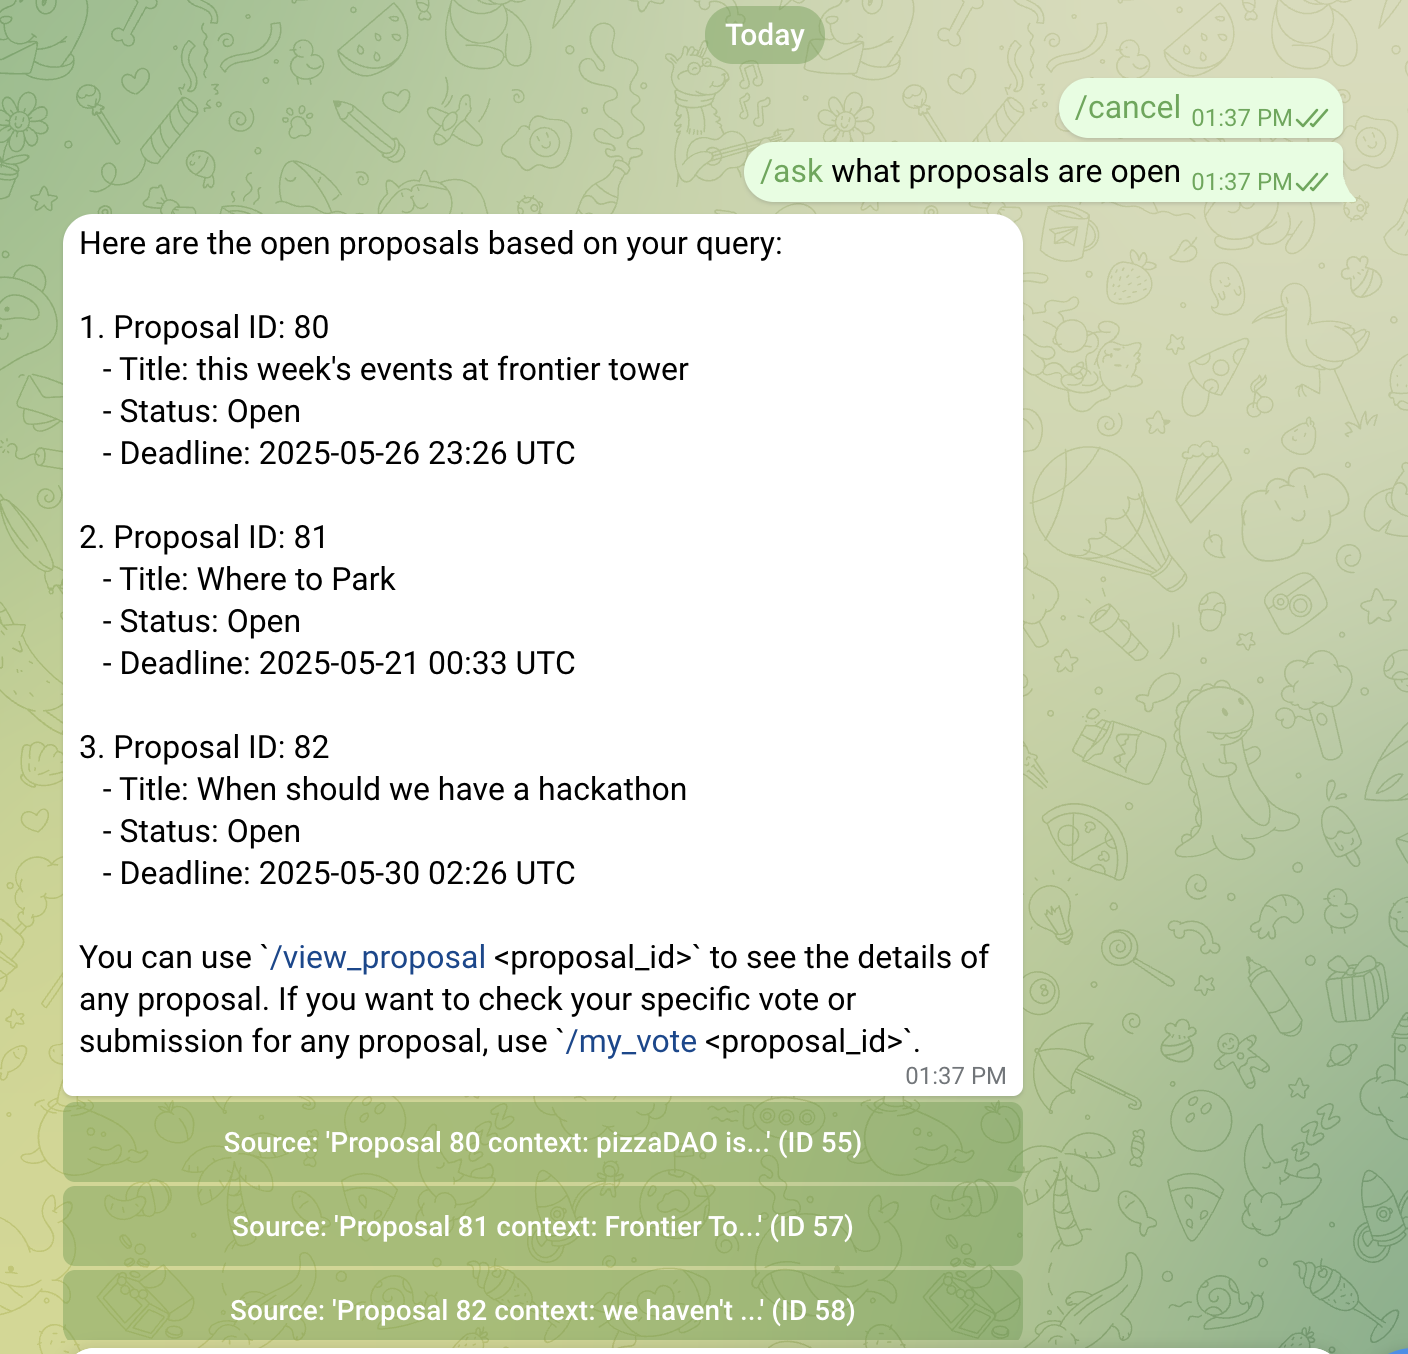 Today
/cancel 01:37 PM
/ask what proposals are open 01:37 PM
Here are the open proposals based on your query:
1. Proposal ID: 80
- Title: this week's events at frontier tower
- Status: Open
- Deadline: 2025-05-26 23:26 UTC
2. Proposal ID: 81
- Title: Where to Park
- Status: Open
- Deadline: 2025-05-21 00:33 UTC
3. Proposal ID: 82
- Title: When should we have a hackathon
- Status: Open
- Deadline: 2025-05-30 02:26 UTC
You can use `/view_proposal <proposal_id>` to see the details of
any proposal. If you want to check your specific vote or
submission for any proposal, use `/my_vote <proposal_id>`.
01:37 PM
Source: 'Proposal 80 context: pizzaDAO is...' (ID 55)
Source: 'Proposal 81 context: Frontier To...' (ID 57)
Source: 'Proposal 82 context: we haven't ...' (ID 58)